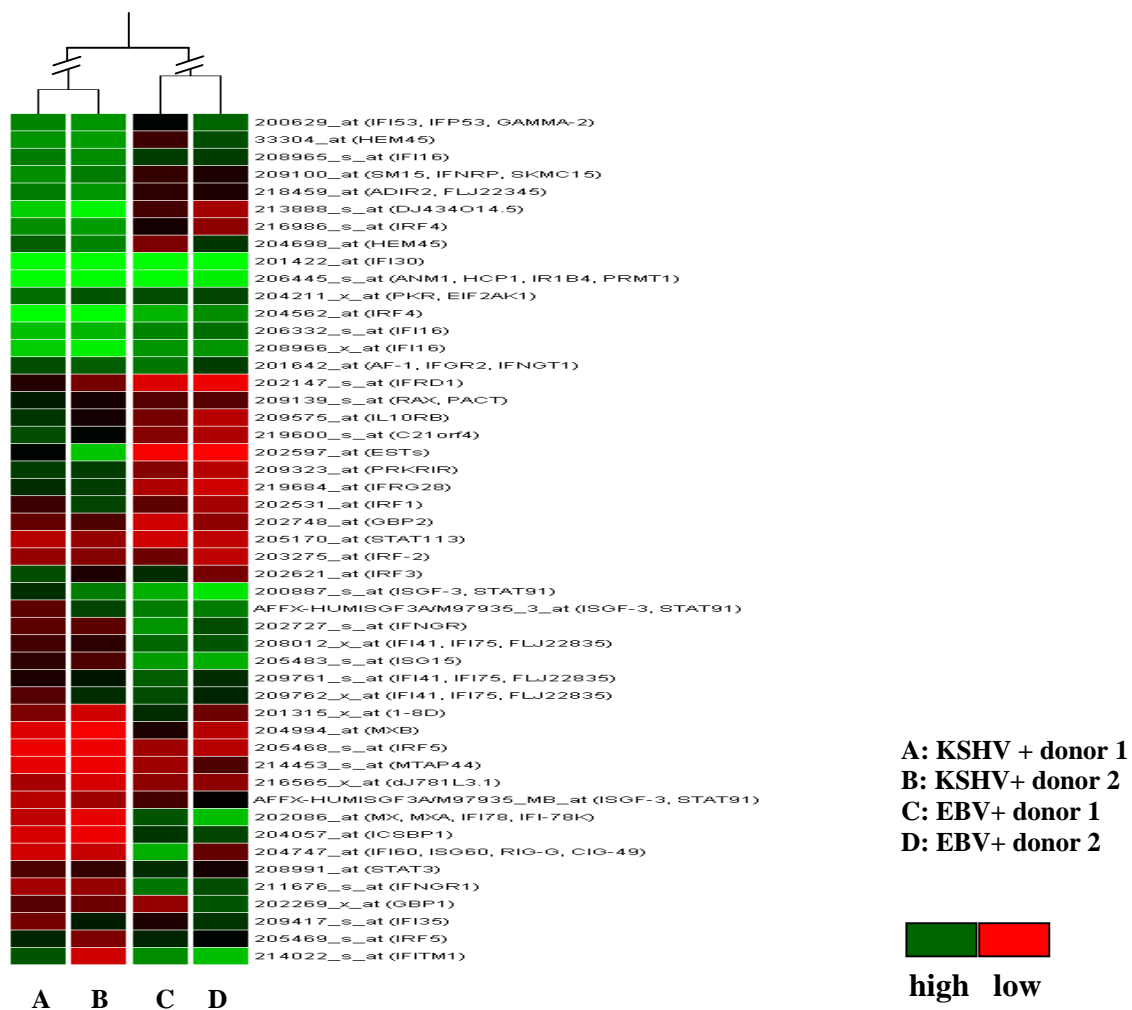 200629_at (IFI53, IFP53, GAMMA-2)
33304_at (HEM45)
208965_s_at (IFI16)
209100_at (SM15, IFNRP, SKMC15)
218459_at (ADIR2, FLJ22345)
213888_s_at (DJ434O14.5)
216986_s_at (IRF4)
204698_at (HEM45)
201422_at (IFI30)
206445_s_at (ANM1, HCP1, IR1B4, PRMT1)
204211_x_at (PKR, EIF2AK1)
204562_at (IRF4)
206332_s_at (IFI16)
208966_x_at (IFI16)
201642_at (AF-1, IFGR2, IFNGT1)
202147_s_at (IFRD1)
209139_s_at (RAX, PACT)
209575_at (IL10RB)
219600_s_at (C21orf4)
202597_at (ESTs)
209323_at (PRKRIR)
219684_at (IFRG28)
202531_at (IRF1)
202748_at (GBP2)
205170_at (STAT113)
203275_at (IRF-2)
202621_at (IRF3)
200887_s_at (ISGF-3, STAT91)
AFFX-HUMISGF3A/M97935_3_at (ISGF-3, STAT91)
202727_s_at (IFNGR)
208012_x_at (IFI41, IFI75, FLJ22835)
205483_s_at (ISG15)
209761_s_at (IFI41, IFI75, FLJ22835)
209762_x_at (IFI41, IFI75, FLJ22835)
201315_x_at (1-8D)
204994_at (MXB)
205468_s_at (IRF5)
214453_s_at (MTAP44)
216565_x_at (dJ781L3.1)
AFFX-HUMISGF3A/M97935_MB_at (ISGF-3, STAT91)
202086_at (MX, MXA, IFI78, IFI-78K)
204057_at (ICSBP1)
204747_at (IFI60, ISG60, RIG-G, CIG-49)
208991_at (STAT3)
211676_s_at (IFNGR1)
202269_x_at (GBP1)
209417_s_at (IFI35)
205469_s_at (IRF5)
214022_s_at (IFITM1)
A B C D
A: KSHV + donor 1
B: KSHV+ donor 2
C: EBV+ donor 1
D: EBV+ donor 2
high low